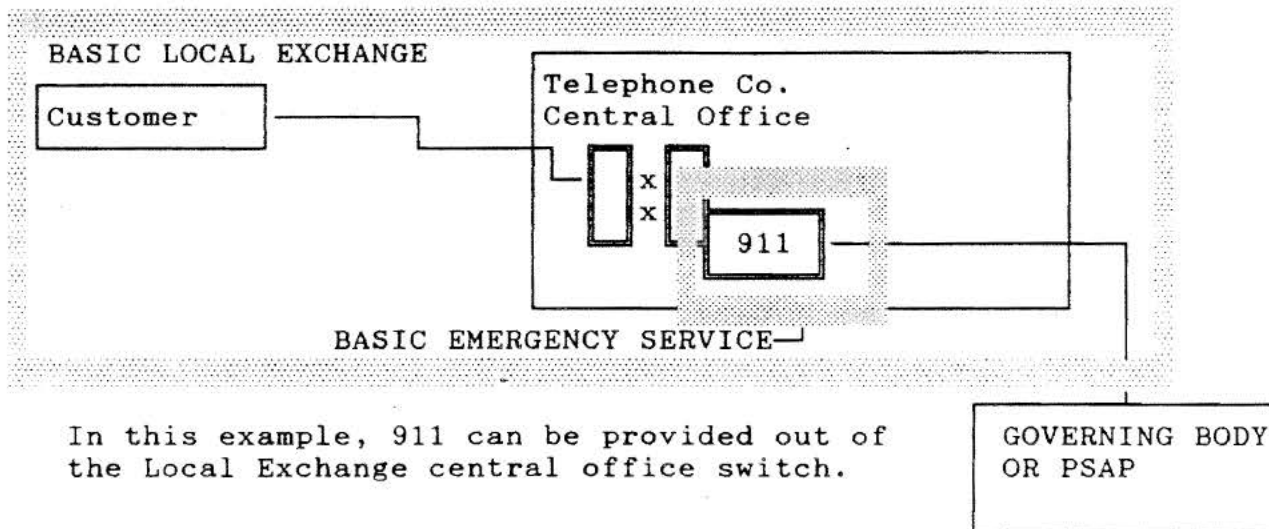 BASIC LOCAL EXCHANGE
Customer
Telephone Co.
Central Office
x
x
911
BASIC EMERGENCY SERVICE
In this example, 911 can be provided out of
the Local Exchange central office switch.
GOVERNING BODY
OR PSAP